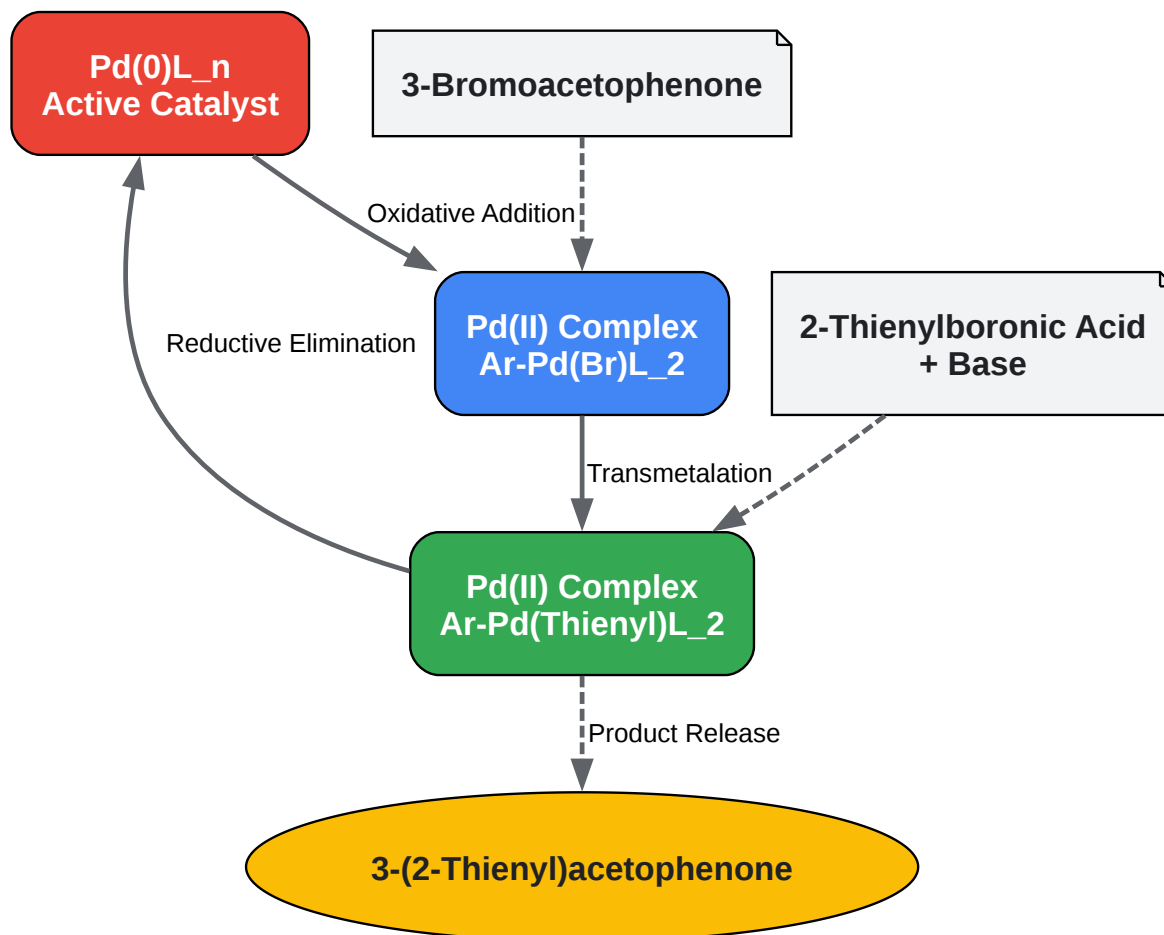 Pd(0)L_n
Active Catalyst
3-Bromoacetophenone
Oxidative Addition
Pd(II) Complex
Ar-Pd(Br)L_2
2-Thienylboronic Acid
+ Base
Reductive Elimination
Transmetalation
Pd(II) Complex
Ar-Pd(Thienyl)L_2
Product Release
3-(2-Thienyl)acetophenone